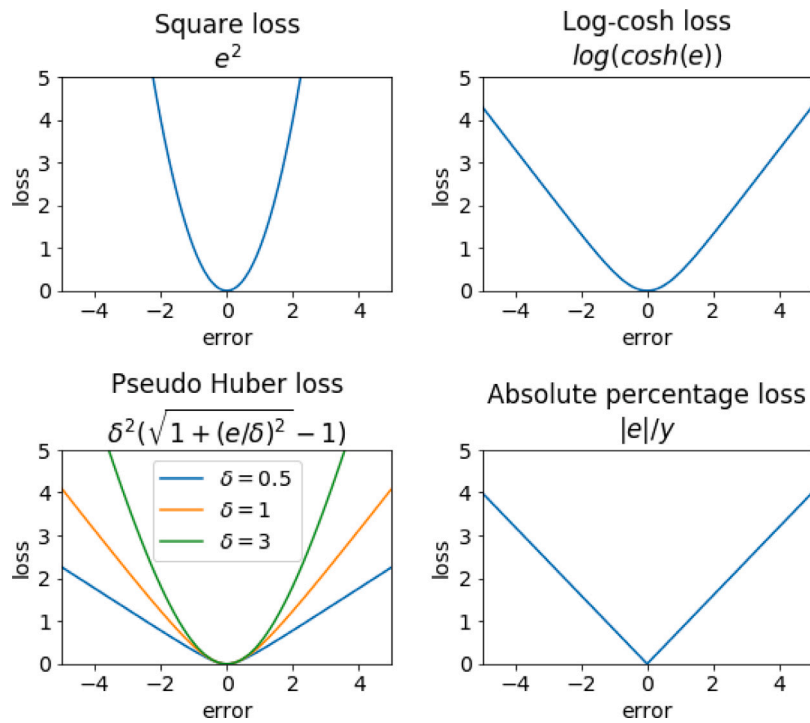 Square loss
e²
5
4
3
2
1
0
loss
−4 −2 0 2 4
error
Log-cosh loss
log(cosh(e))
5
4
3
2
1
0
loss
−4 −2 0 2 4
error
Pseudo Huber loss
δ²(√1 + (e/δ)² − 1)
5
4
3
2
1
0
loss
δ = 0.5
δ = 1
δ = 3
−4 −2 0 2 4
error
Absolute percentage loss
|e|/y
5
4
3
2
1
0
loss
−4 −2 0 2 4
error